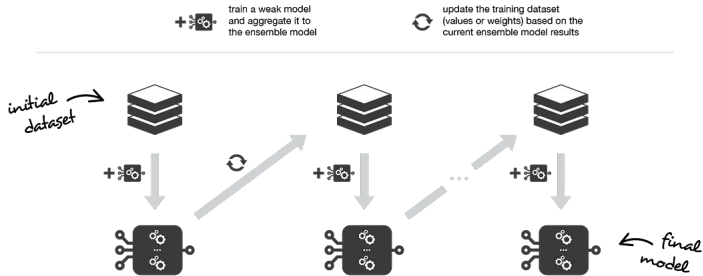 train a weak model
and aggregate it to
the ensemble model
update the training dataset
(values or weights) based on the
current ensemble model results
initial
dataset
final
model